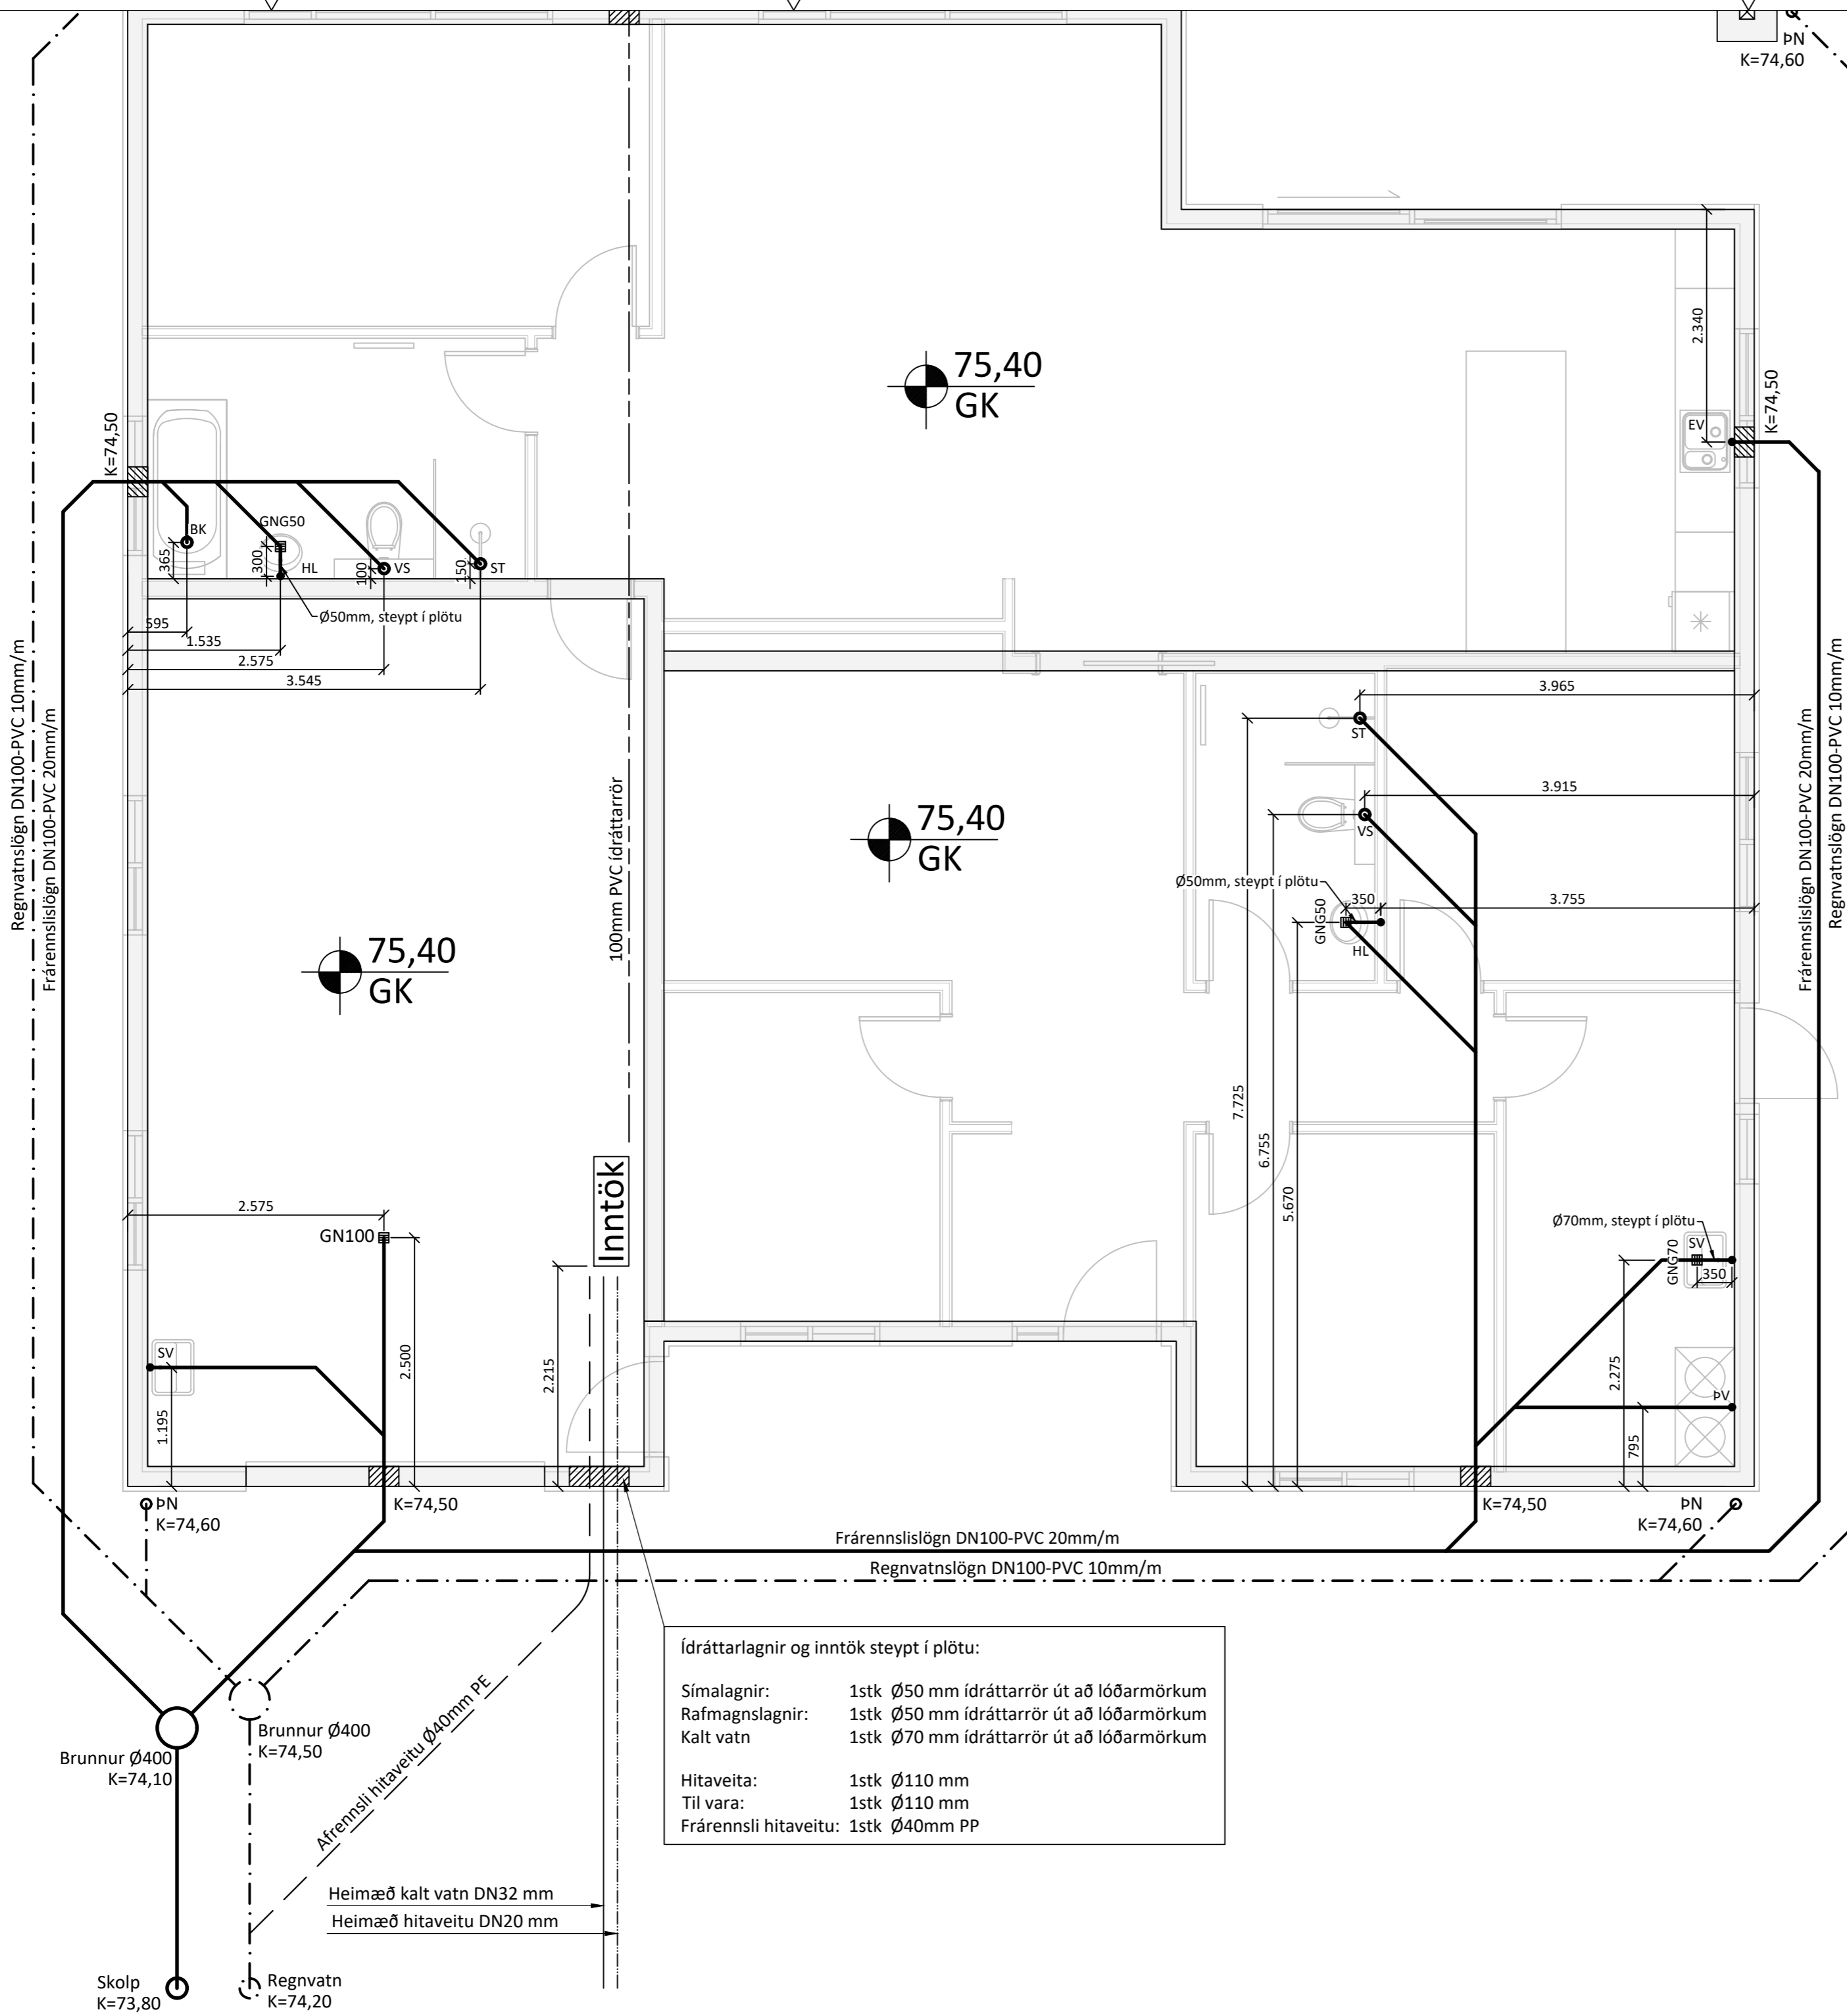 ÞN
K=74,60
75,40
GK
2.340
K=74,50
EV
K=74,50
BK
GNG50
365
300
HL
100
VS
150
ST
Ø50mm, steypt í plötu
595
1.535
2.575
3.545
Regnvatnslögn DN100-PVC 10mm/m
Frárennslislögn DN100-PVC 20mm/m
100mm PVC ídráttarrör
75,40
GK
75,40
GK
3.965
ST
3.915
VS
Ø50mm, steypt í plötu
350
3.755
GNG50
HL
7.725
6.755
5.670
Frárennslislögn DN100-PVC 20mm/m
Regnvatnslögn DN100-PVC 10mm/m
Inntök
2.575
GN100
2.500
2.215
SV
1.195
Ø70mm, steypt í plötu
GNG70
SV
350
2.275
ÞV
795
ÞN
K=74,60
K=74,50
K=74,50
ÞN
K=74,60
Frárennslislögn DN100-PVC 20mm/m
Regnvatnslögn DN100-PVC 10mm/m
Ídráttarlagnir og inntök steypt í plötu:
Símalagnir: 1stk Ø50 mm ídráttarrör út að lóðarmörkum
Rafmagnslagnir: 1stk Ø50 mm ídráttarrör út að lóðarmörkum
Kalt vatn 1stk Ø70 mm ídráttarrör út að lóðarmörkum
Hitaveita: 1stk Ø110 mm
Til vara: 1stk Ø110 mm
Frárennsli hitaveitu: 1stk Ø40mm PP
Afrennsli hitaveitu Ø40mm PE
Brunnur Ø400
K=74,50
Brunnur Ø400
K=74,10
Heimæð kalt vatn DN32 mm
Heimæð hitaveitu DN20 mm
Skolp
K=73,80
Regnvatn
K=74,20